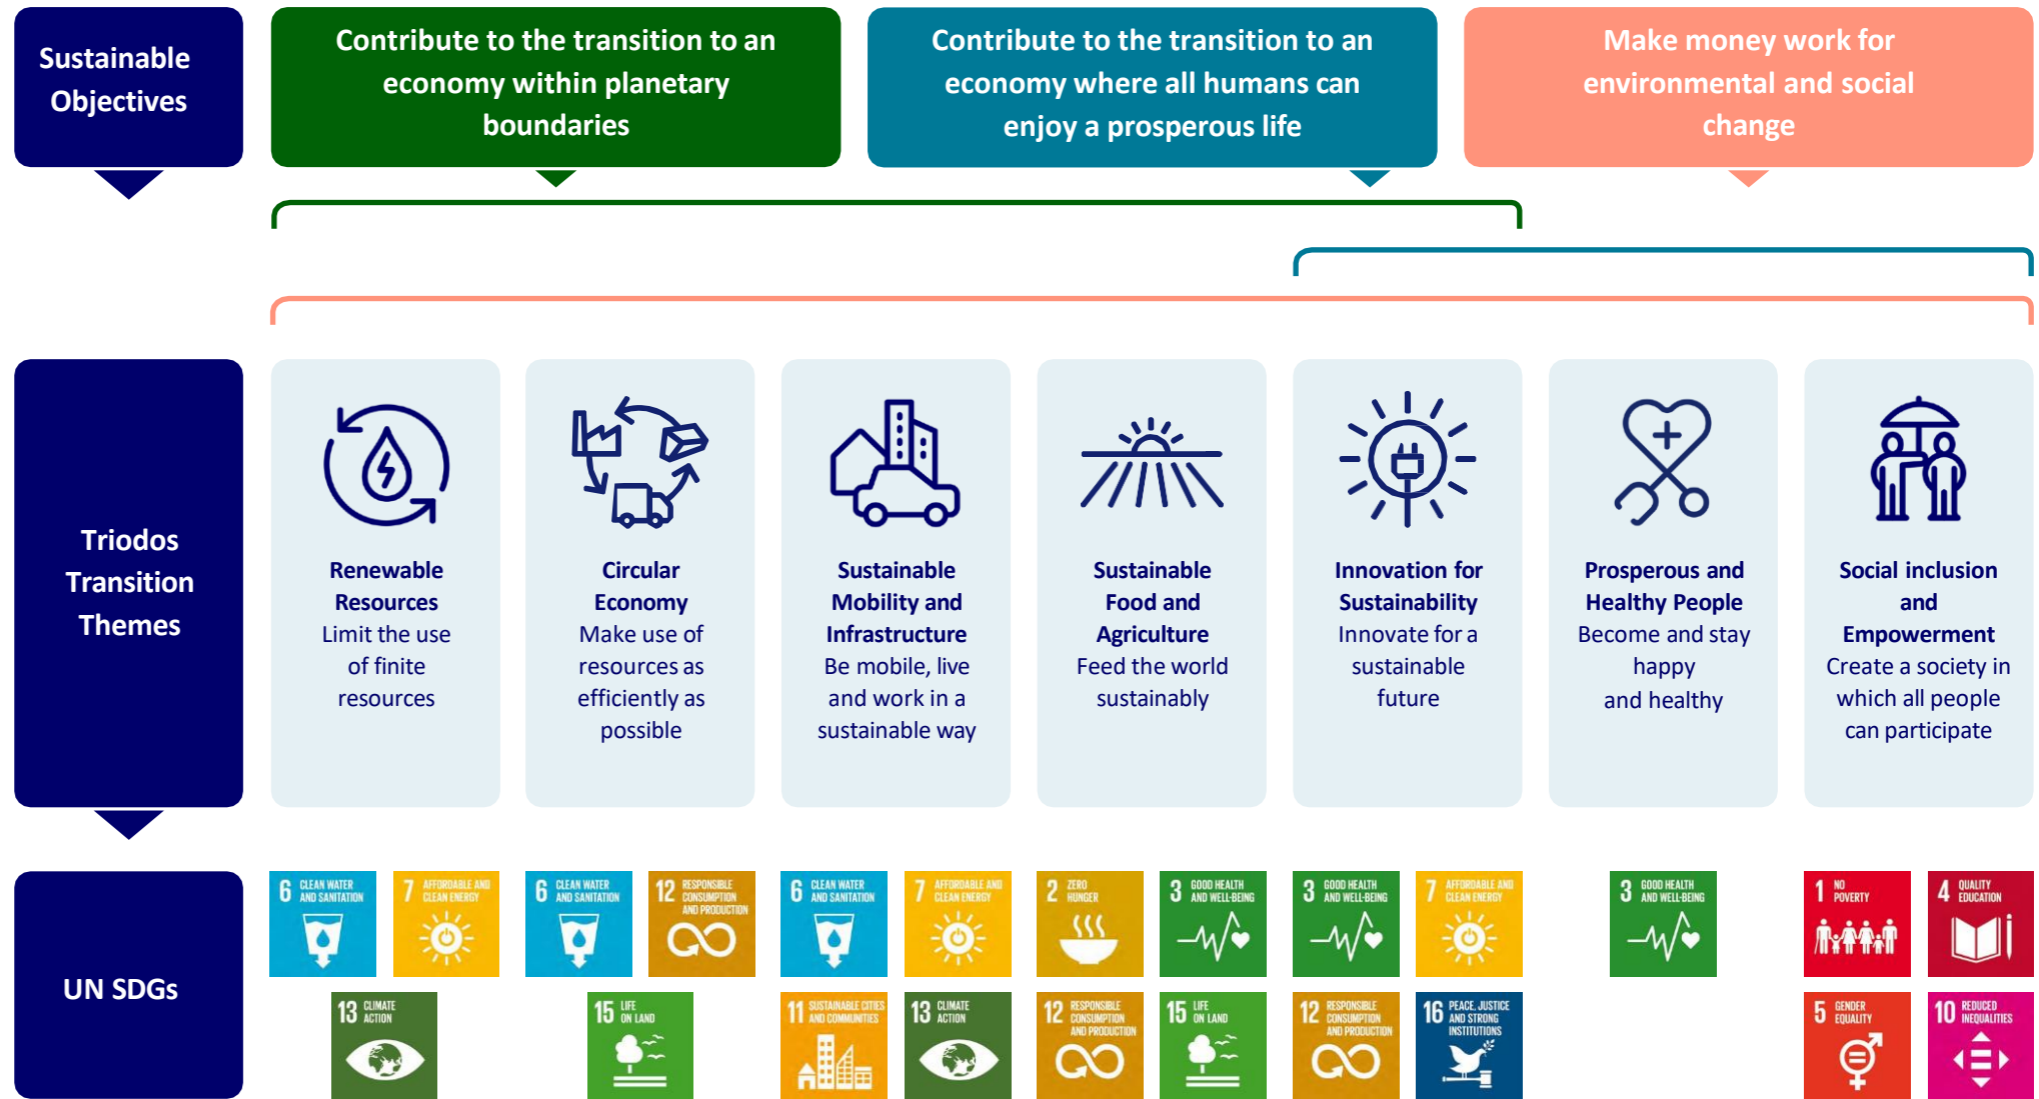 Sustainable
Objectives
Contribute to the transition to an
economy within planetary
boundaries
Contribute to the transition to an
economy where all humans can
enjoy a prosperous life
Make money work for
environmental and social
change
Triodos
Transition
Themes
Renewable
Resources
Limit the use
of finite
resources
Circular
Economy
Make use of
resources as
efficiently as
possible
Sustainable
Mobility and
Infrastructure
Be mobile, live
and work in a
sustainable way
Sustainable
Food and
Agriculture
Feed the world
sustainably
Innovation for
Sustainability
Innovate for a
sustainable
future
Prosperous and
Healthy People
Become and stay
happy
and healthy
Social inclusion
and
Empowerment
Create a society in
which all people
can participate
UN SDGs
6 CLEAN WATER
AND SANITATION
7 AFFORDABLE AND
CLEAN ENERGY
13 CLIMATE
ACTION
6 CLEAN WATER
AND SANITATION
12 RESPONSIBLE
CONSUMPTION
AND PRODUCTION
15 LIFE
ON LAND
6 CLEAN WATER
AND SANITATION
7 AFFORDABLE AND
CLEAN ENERGY
11 SUSTAINABLE CITIES
AND COMMUNITIES
13 CLIMATE
ACTION
2 ZERO
HUNGER
3 GOOD HEALTH
AND WELL-BEING
12 RESPONSIBLE
CONSUMPTION
AND PRODUCTION
15 LIFE
ON LAND
3 GOOD HEALTH
AND WELL-BEING
7 AFFORDABLE AND
CLEAN ENERGY
12 RESPONSIBLE
CONSUMPTION
AND PRODUCTION
16 PEACE, JUSTICE
AND STRONG
INSTITUTIONS
3 GOOD HEALTH
AND WELL-BEING
1 NO
POVERTY
4 QUALITY
EDUCATION
5 GENDER
EQUALITY
10 REDUCED
INEQUALITIES